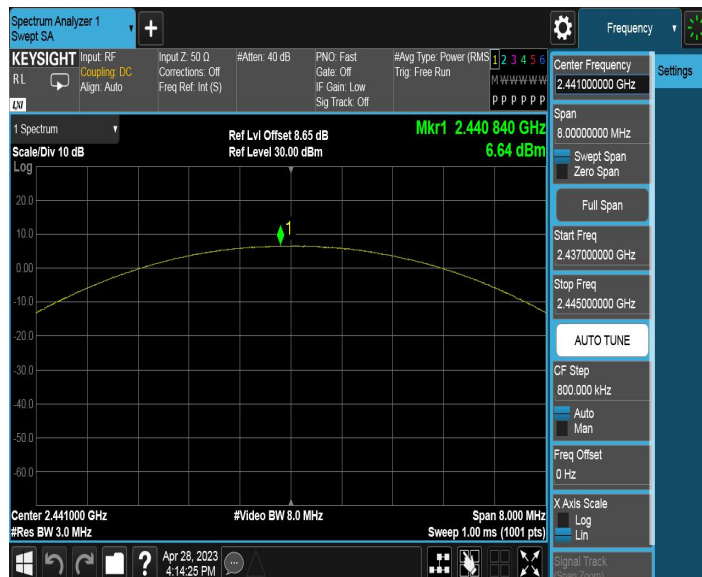 Spectrum Analyzer 1
Swept SA
+
Frequency
KEYSIGHT
RL
LXI
Input: RF
Coupling: DC
Align: Auto
Input Z: 50 Ω
Corrections: Off
Freq Ref: Int (S)
#Atten: 40 dB
PNO: Fast
Gate: Off
IF Gain: Low
Sig Track: Off
#Avg Type: Power (RMS
Trig: Free Run
1 2 3 4 5 6
M W W W W W
P P P P P P
1 Spectrum
Scale/Div 10 dB
Log
Ref Lvl Offset 8.65 dB
Ref Level 30.00 dBm
Mkr1 2.440 840 GHz
6.64 dBm
20.0
10.0
0.00
-10.0
-20.0
-30.0
-40.0
-50.0
-60.0
1
Center 2.441000 GHz
#Res BW 3.0 MHz
#Video BW 8.0 MHz
Span 8.000 MHz
Sweep 1.00 ms (1001 pts)
?
Apr 28, 2023
4:14:25 PM
Center Frequency
2.441000000 GHz
Span
8.00000000 MHz
Swept Span
Zero Span
Full Span
Start Freq
2.437000000 GHz
Stop Freq
2.445000000 GHz
AUTO TUNE
CF Step
800.000 kHz
Auto
Man
Freq Offset
0 Hz
X Axis Scale
Log
Lin
Signal Track
(Span Zoom)
Settings